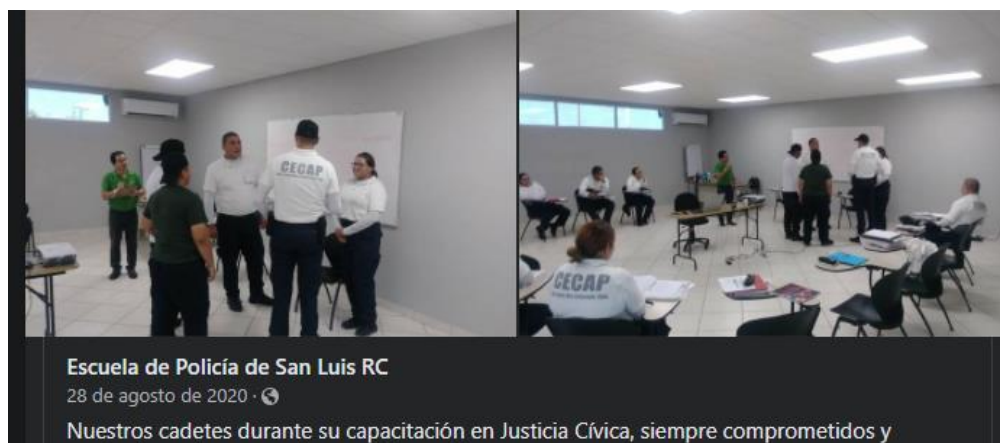 CECAP
CECAP
Escuela de Policía de San Luis RC
28 de agosto de 2020 ·
Nuestros cadetes durante su capacitación en Justicia Cívica, siempre comprometidos y